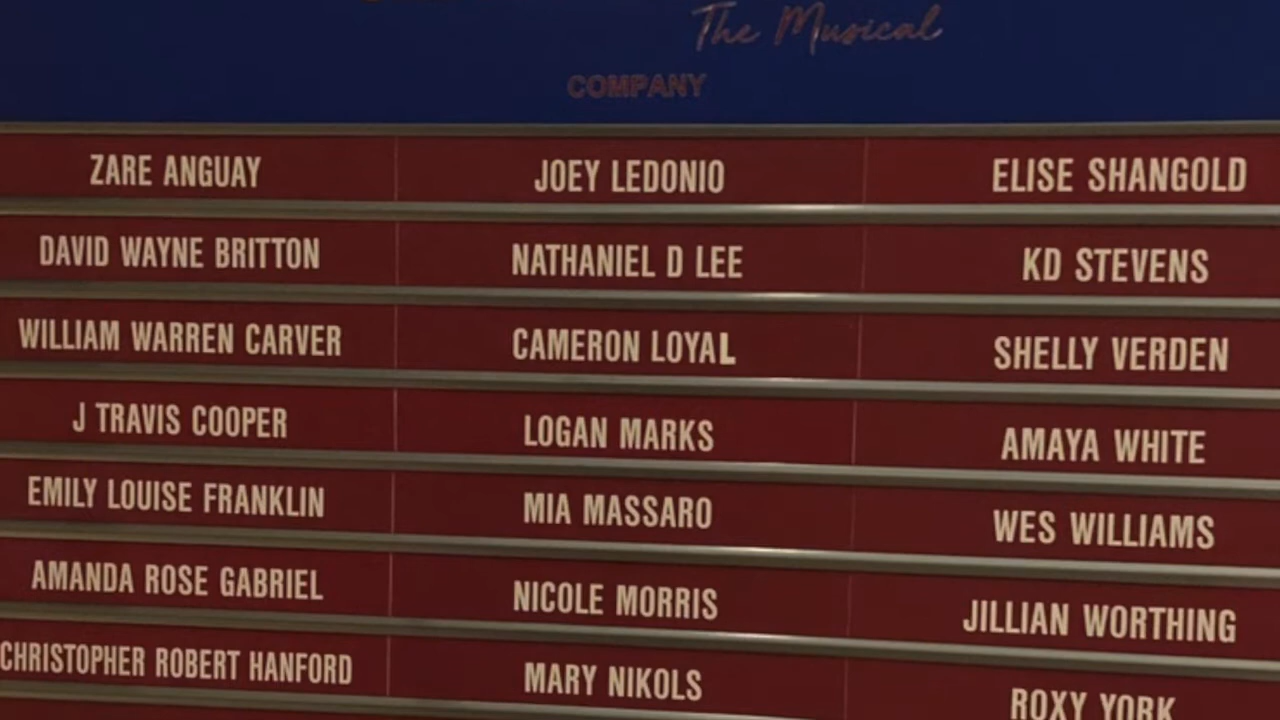 The Musical
COMPANY
ZARE ANGUAY JOEY LEDONIO ELISE SHANGOLD
DAVID WAYNE BRITTON NATHANIEL D LEE KD STEVENS
WILLIAM WARREN CARVER CAMERON LOYAL SHELLY VERDEN
J TRAVIS COOPER LOGAN MARKS AMAYA WHITE
EMILY LOUISE FRANKLIN MIA MASSARO WES WILLIAMS
AMANDA ROSE GABRIEL NICOLE MORRIS JILLIAN WORTHING
CHRISTOPHER ROBERT HANFORD MARY NIKOLS ROXY YORK